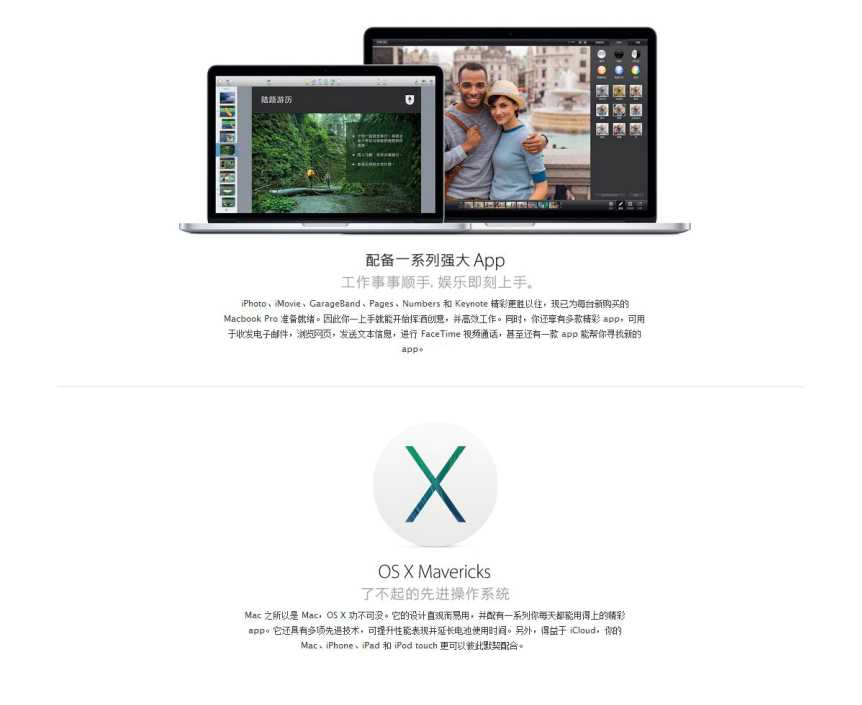 陆路游历
配备一系列强大 App
工作事事顺手, 娱乐即刻上手。
iPhoto、iMovie、GarageBand、Pages、Numbers 和 Keynote 精彩更胜以往，现已为每台新购买的
Macbook Pro 准备就绪。因此你一上手就能开始挥洒创意，并高效工作。同时，你还享有多款精彩 app，可用
于收发电子邮件，浏览网页，发送文本信息，进行 FaceTime 视频通话，甚至还有一款 app 能帮你寻找新的
app。
X
OS X Mavericks
了不起的先进操作系统
Mac 之所以是 Mac，OS X 功不可没。它的设计直观而易用，并配有一系列你每天都能用得上的精彩
app。它还具有多项先进技术，可提升性能表现并延长电池使用时间。另外，得益于 iCloud，你的
Mac、iPhone、iPad 和 iPod touch 更可以彼此默契配合。